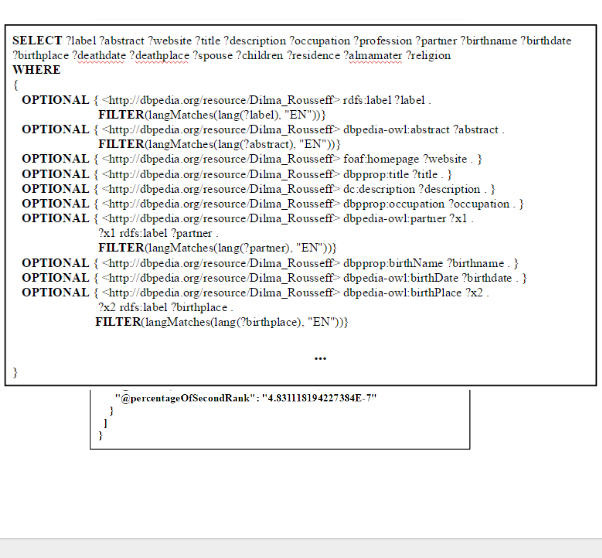 SELECT ?label ?abstract ?website ?title ?description ?occupation ?profession ?partner ?birthname ?birthdate
?birthplace ?deathdate ?deathplace ?spouse ?children ?residence ?almamater ?religion
WHERE
{
OPTIONAL { <http://dbpedia.org/resource/Dilma_Rousseff> rdfs:label ?label .
FILTER(langMatches(lang(?label), "EN"))}
OPTIONAL { <http://dbpedia.org/resource/Dilma_Rousseff> dbpedia-owl:abstract ?abstract .
FILTER(langMatches(lang(?abstract), "EN"))}
OPTIONAL { <http://dbpedia.org/resource/Dilma_Rousseff> foaf:homepage ?website . }
OPTIONAL { <http://dbpedia.org/resource/Dilma_Rousseff> dbpprop:title ?title . }
OPTIONAL { <http://dbpedia.org/resource/Dilma_Rousseff> dc:description ?description . }
OPTIONAL { <http://dbpedia.org/resource/Dilma_Rousseff> dbpprop:occupation ?occupation . }
OPTIONAL { <http://dbpedia.org/resource/Dilma_Rousseff> dbpedia-owl:partner ?x1 .
?x1 rdfs:label ?partner .
FILTER(langMatches(lang(?partner), "EN"))}
OPTIONAL { <http://dbpedia.org/resource/Dilma_Rousseff> dbpprop:birthName ?birthname . }
OPTIONAL { <http://dbpedia.org/resource/Dilma_Rousseff> dbpedia-owl:birthDate ?birthdate . }
OPTIONAL { <http://dbpedia.org/resource/Dilma_Rousseff> dbpedia-owl:birthPlace ?x2 .
?x2 rdfs:label ?birthplace .
FILTER(langMatches(lang(?birthplace), "EN"))}
...
}
"@percentageOfSecondRank": "4.831118194227384E-7"
}
]
}